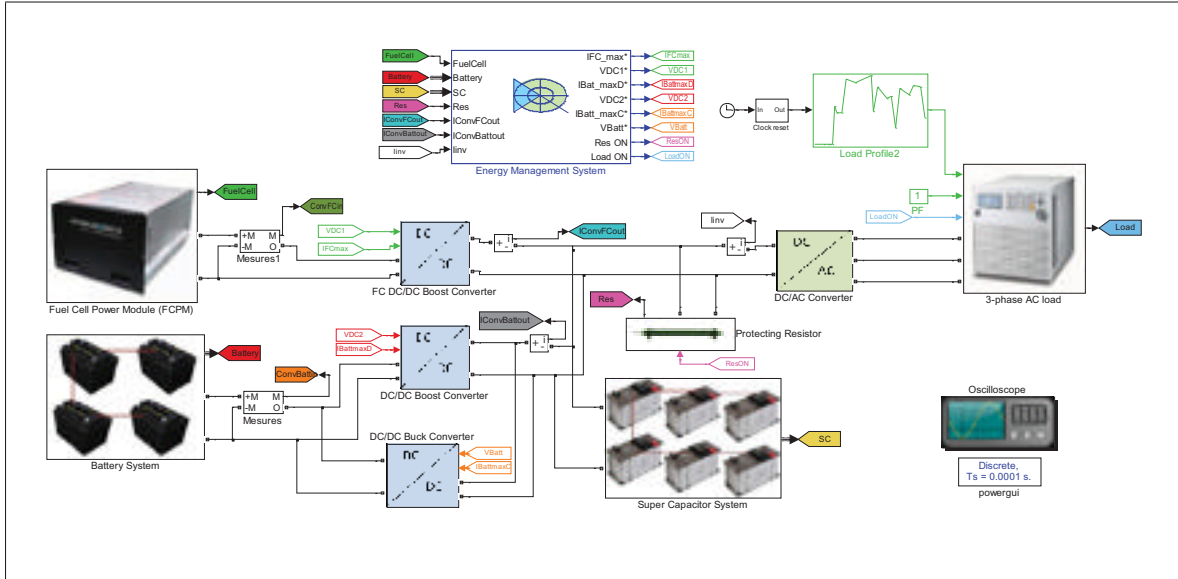 FuelCell
Battery
SC
Res
IConvFCout
IConvBattout
Iinv
FuelCell
Battery
SC
Res
IConvFCout
IConvBattout
Iinv
IFC_max*
VDC1*
IBat_maxD*
VDC2*
IBatt_maxC*
VBatt*
Res ON
Load ON
IFCmax
VDC1
IBattmaxD
VDC2
IBattmaxC
VBatt
ResON
LoadON
Energy Management System
In Out
Clock reset
Load Profile2
1
PF
LoadON
Load
3-phase AC load
FuelCell
ConvFCin
+M M
-M O
Mesures1
Fuel Cell Power Module (FCPM)
VDC1
IFCmax
DC
DC
FC DC/DC Boost Converter
+ i
-
IConvFCout
Iinv
+ i
-
DC
AC
DC/AC Converter
Res
Protecting Resistor
ResON
Battery
ConvBattin
+M M
-M O
Mesures
Battery System
VDC2
IBattmaxD
DC
DC
DC/DC Boost Converter
IConvBattout
+ i
-
DC/DC Buck Converter
DC
DC
VBatt
IBattmaxC
SC
Super Capacitor System
Oscilloscope
Discrete,
Ts = 0.0001 s.
powergui